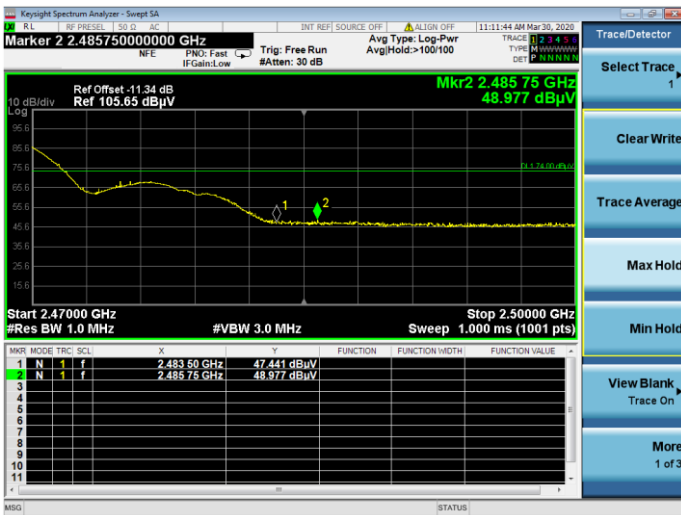 Keysight Spectrum Analyzer - Swept SA
RL RF PRESEL 50 Ω AC INT REF SOURCE OFF ALIGN OFF 11:11:44 AM Mar 30, 2020
Marker 2 2.485750000000 GHz
NFE PNO: Fast IFGain:Low
Trig: Free Run #Atten: 30 dB
Avg Type: Log-Pwr Avg|Hold:>100/100
TRACE 1 2 3 4 5 6
TYPE M W W W W W
DET P N N N N N
Trace/Detector
Select Trace
1
Clear Write
Trace Average
Max Hold
Min Hold
View Blank
Trace On
More
1 of 3
Mkr2 2.485 75 GHz
48.977 dBµV
Ref Offset -11.34 dB
10 dB/div Ref 105.65 dBµV
Log
95.6
85.6
75.6
65.6
55.6
45.6
35.6
25.6
15.6
DL1 74.00 dBµV
1
2
Start 2.47000 GHz Stop 2.50000 GHz
#Res BW 1.0 MHz #VBW 3.0 MHz Sweep 1.000 ms (1001 pts)
MKR MODE TRC SCL X Y FUNCTION FUNCTION WIDTH FUNCTION VALUE
1 N 1 f 2.483 50 GHz 47.441 dBµV
2 N 1 f 2.485 75 GHz 48.977 dBµV
3
4
5
6
7
8
9
10
11
MSG STATUS